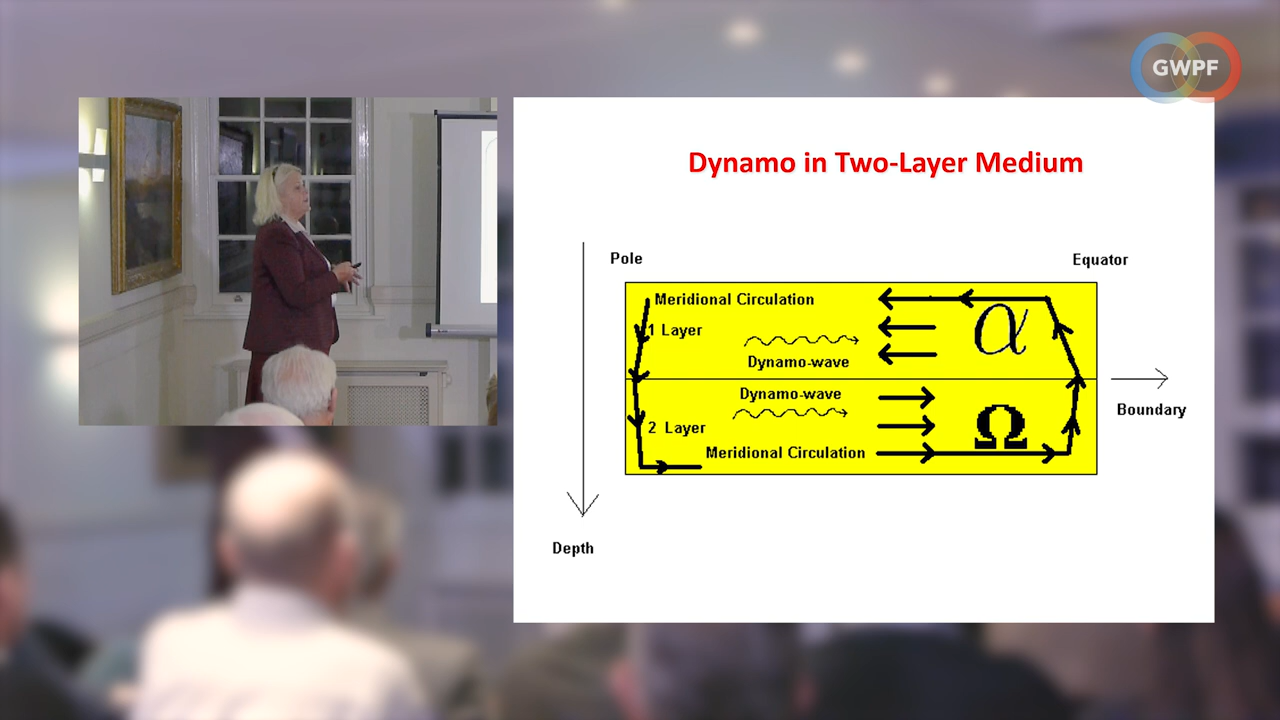 GWPF
Dynamo in Two-Layer Medium
Pole
Equator
Meridional Circulation
α
1 Layer
Dynamo-wave
Dynamo-wave
Boundary
Ω
2 Layer
Meridional Circulation
Depth